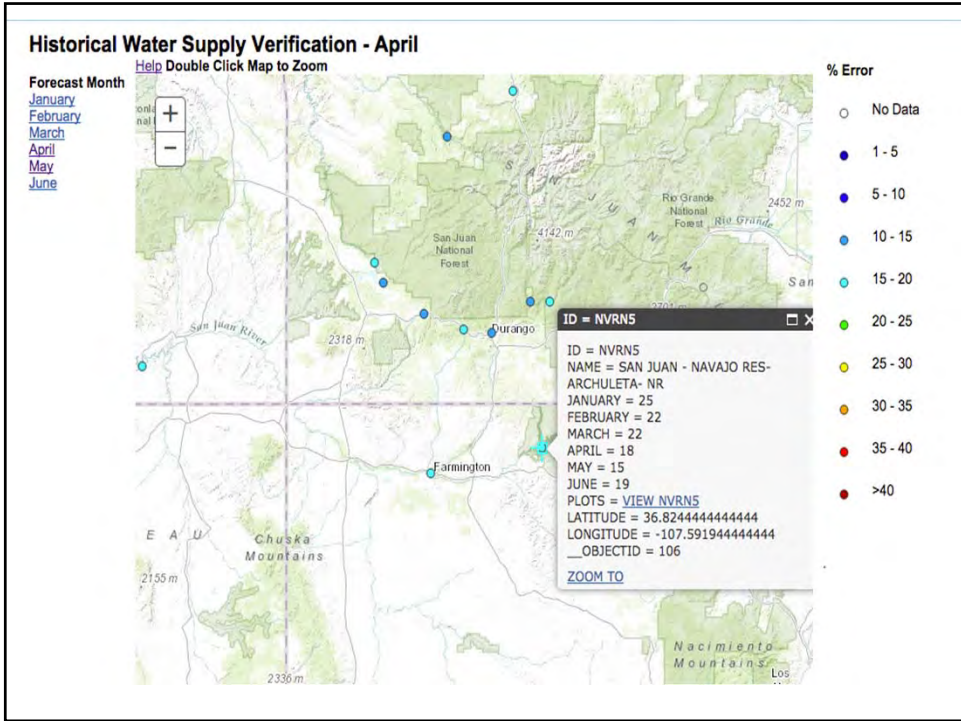 Historical Water Supply Verification - April
Help Double Click Map to Zoom
Forecast Month
January
February
March
April
May
June
+
−
S A N J U A N M O
San Juan
National
Forest
4142 m
Rio Grande
National
Forest
2452 m
Rio Grande
San
2701 m
San Juan River
2318 m
Durango
Farmington
E A U
Chuska
Mountains
2155 m
2336 m
Nacimiento
Mountains
Los
ID = NVRN5
ID = NVRN5
NAME = SAN JUAN - NAVAJO RES-
ARCHULETA- NR
JANUARY = 25
FEBRUARY = 22
MARCH = 22
APRIL = 18
MAY = 15
JUNE = 19
PLOTS = VIEW NVRN5
LATITUDE = 36.8244444444444
LONGITUDE = -107.591944444444
__OBJECTID = 106
ZOOM TO
% Error
No Data
1 - 5
5 - 10
10 - 15
15 - 20
20 - 25
25 - 30
30 - 35
35 - 40
>40